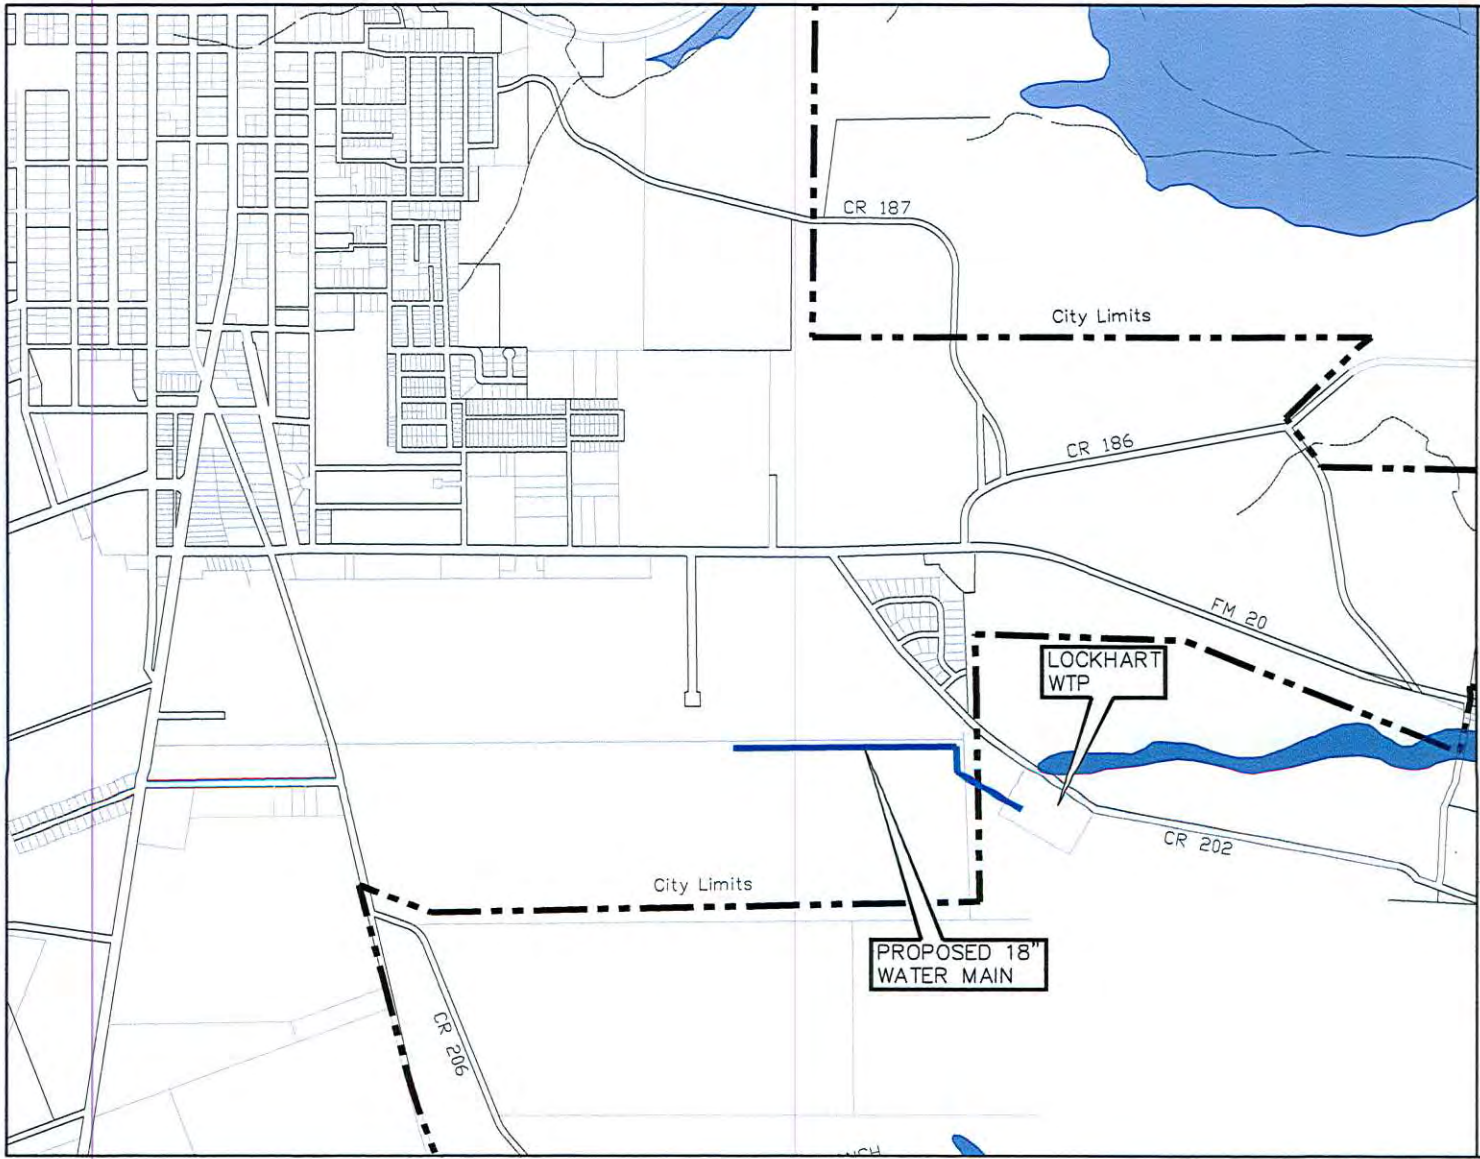 CR 187
City Limits
CR 186
FM 20
LOCKHART
WTP
CR 202
City Limits
PROPOSED 18"
WATER MAIN
CR 206